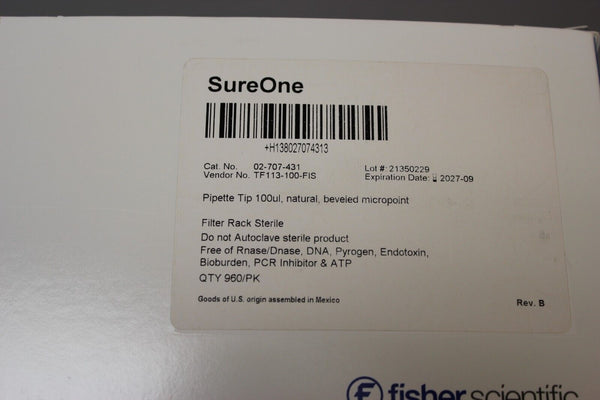 SureOne
+H138027074313
Cat. No. 02-707-431
Lot #: 21350229
Vendor No. TF113-100-FIS
Expiration Date: 2027-09
Pipette Tip 100ul, natural, beveled micropoint
Filter Rack Sterile
Do not Autoclave sterile product
Free of Rnase/Dnase, DNA, Pyrogen, Endotoxin,
Bioburden, PCR Inhibitor & ATP
QTY 960/PK
Goods of U.S. origin assembled in Mexico
Rev. B
fisher scientific